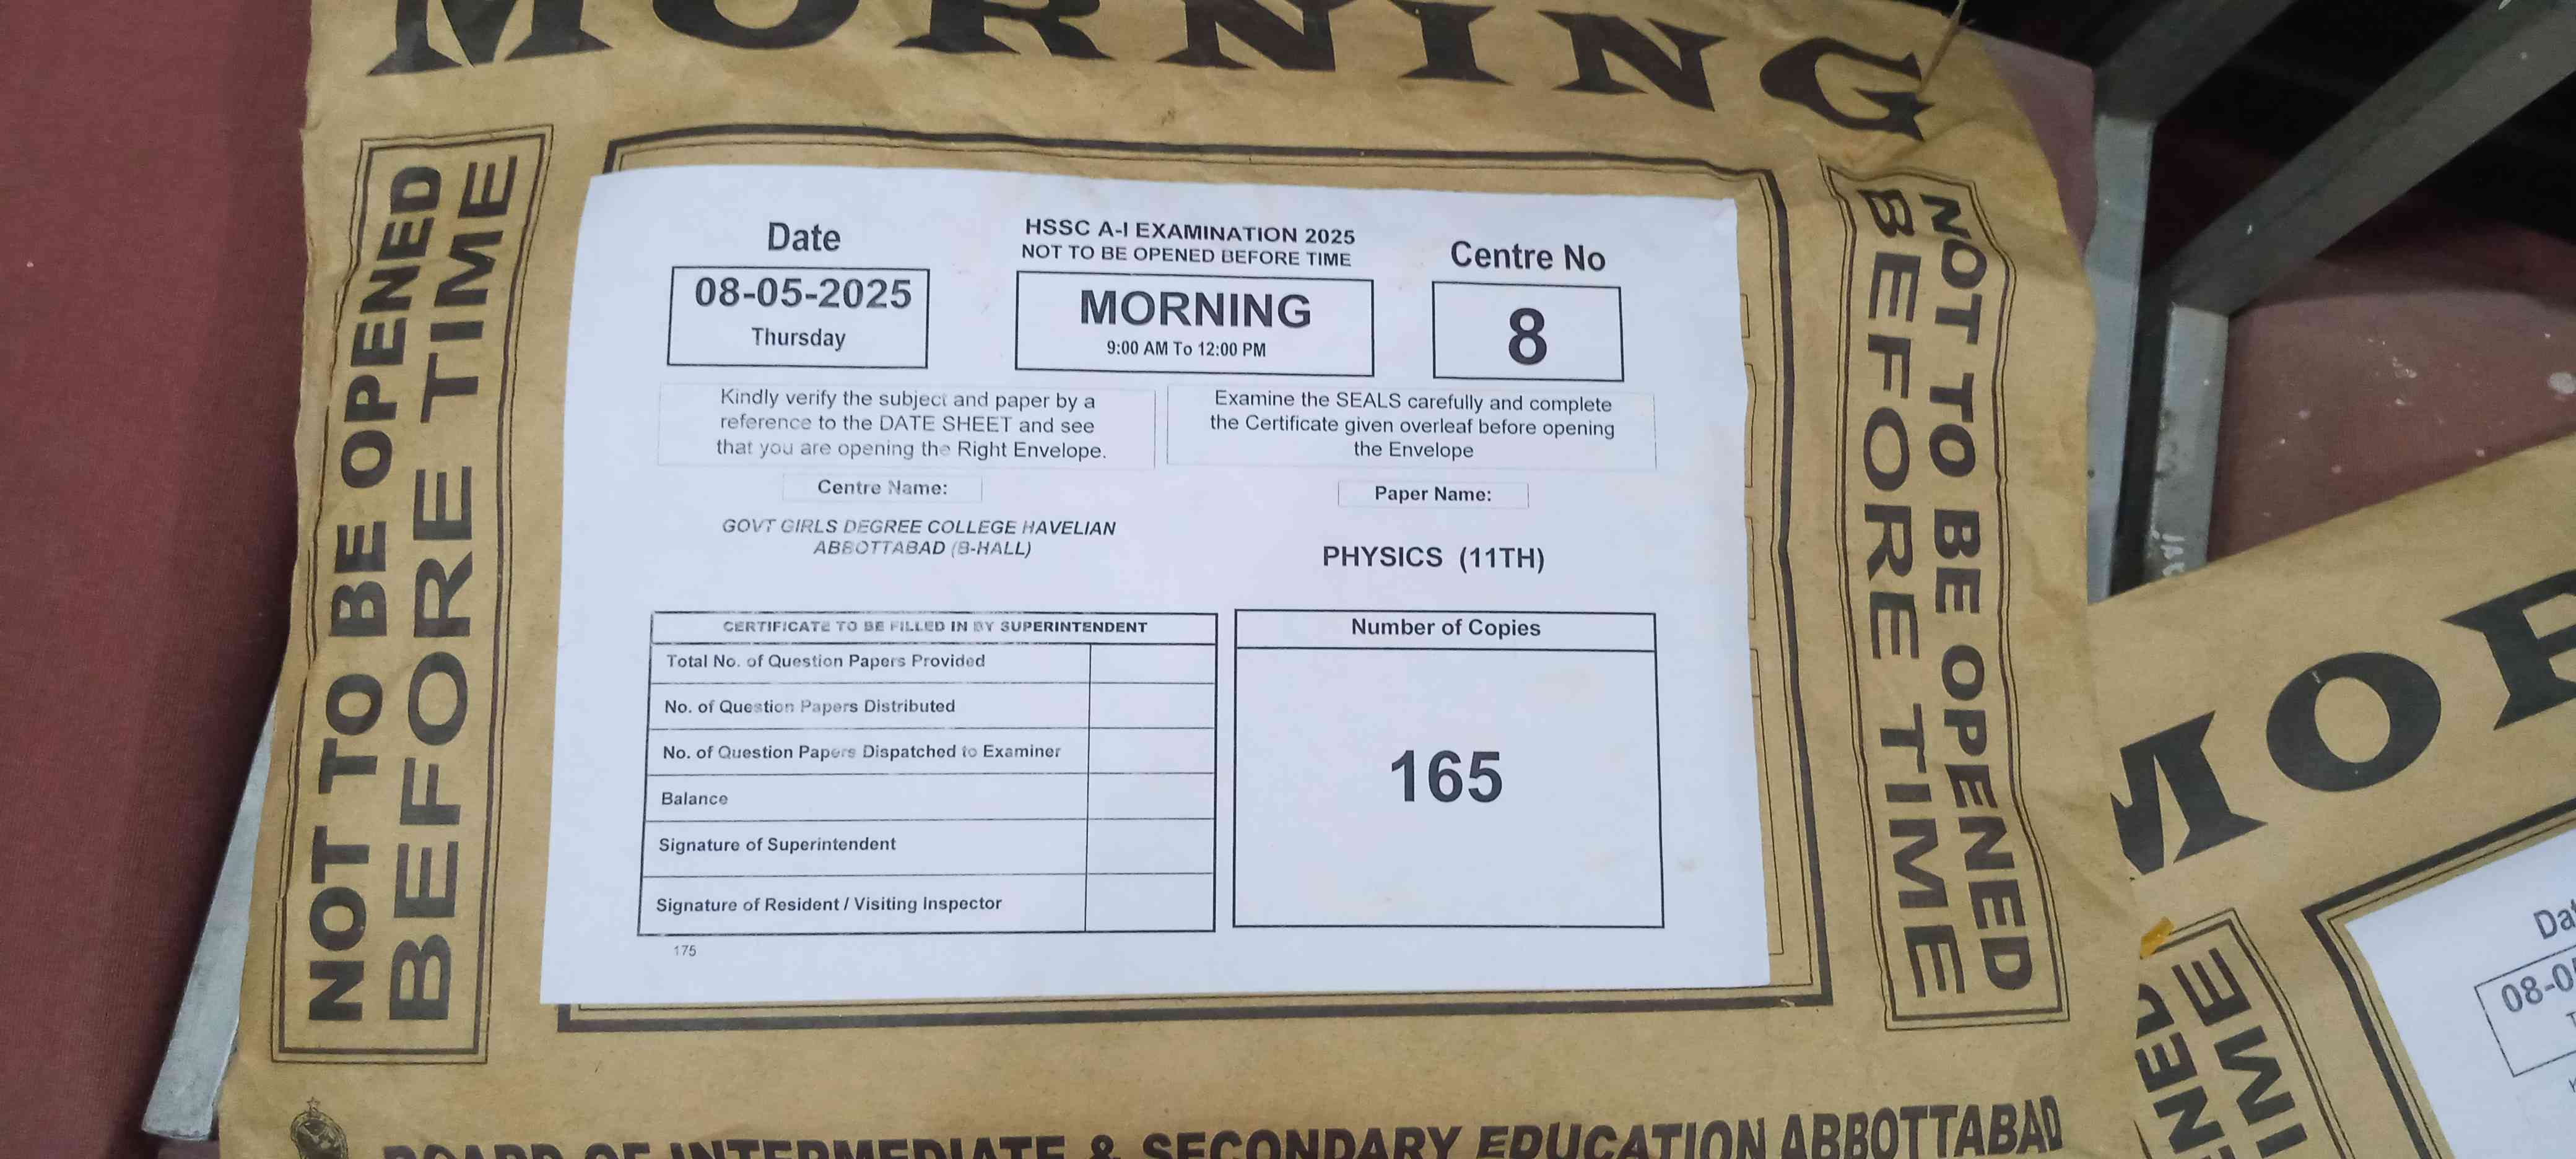 MORNING
NOT TO BE OPENED
BEFORE TIME
Date
08-05-2025
Thursday
HSSC A-I EXAMINATION 2025
NOT TO BE OPENED BEFORE TIME
MORNING
9:00 AM To 12:00 PM
Centre No
8
Kindly verify the subject and paper by a
reference to the DATE SHEET and see
that you are opening the Right Envelope.
Examine the SEALS carefully and complete
the Certificate given overleaf before opening
the Envelope
Centre Name:
GOVT GIRLS DEGREE COLLEGE HAVELIAN
ABBOTTABAD (B-HALL)
Paper Name:
PHYSICS (11TH)
CERTIFICATE TO BE FILLED IN BY SUPERINTENDENT
Total No. of Question Papers Provided
No. of Question Papers Distributed
No. of Question Papers Dispatched to Examiner
Balance
Signature of Superintendent
Signature of Resident / Visiting Inspector
Number of Copies
165
175
NOT TO BE OPENED
BEFORE TIME
BOARD OF INTERMEDIATE & SECONDARY EDUCATION ABBOTTABAD